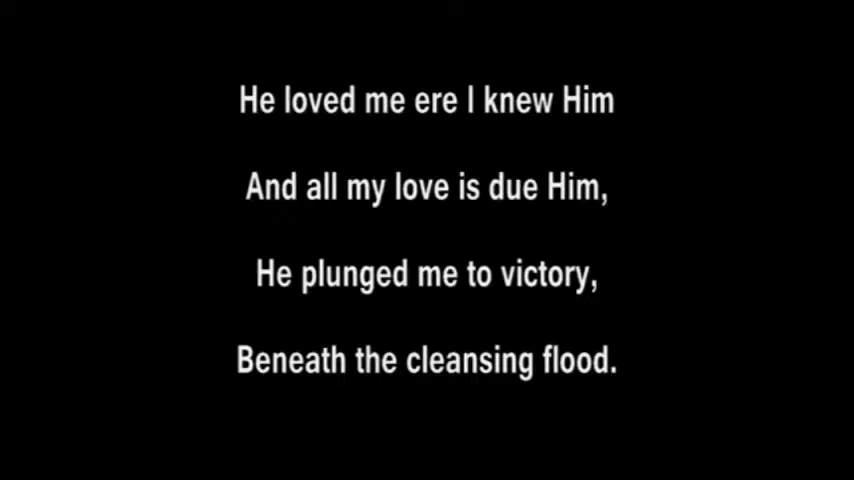 He loved me ere I knew Him
And all my love is due Him,
He plunged me to victory,
Beneath the cleansing flood.